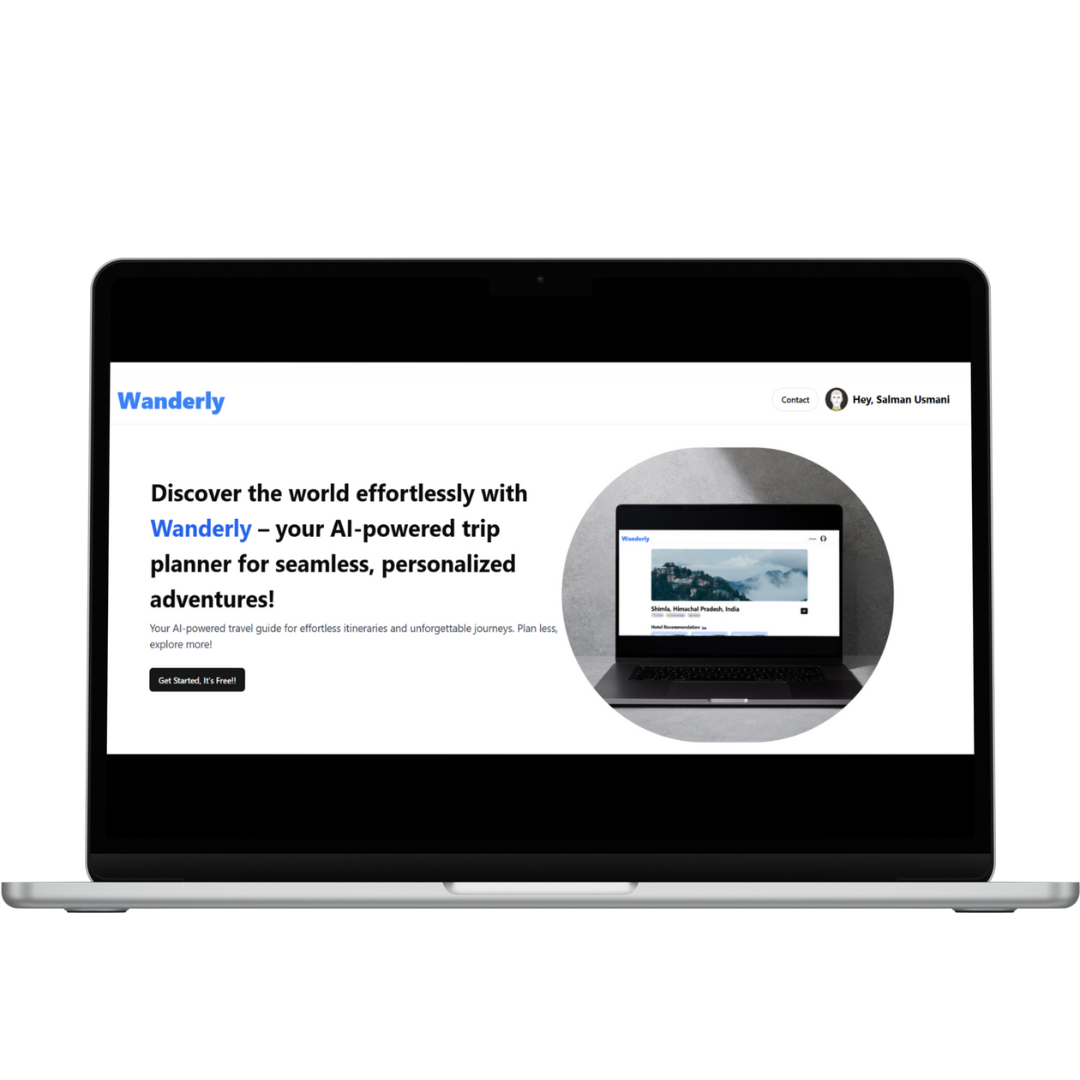 Wanderly
Contact
Hey, Salman Usmani
Discover the world effortlessly with
Wanderly – your AI-powered trip
planner for seamless, personalized
adventures!
Your AI-powered travel guide for effortless itineraries and unforgettable journeys. Plan less,
explore more!
Get Started, It's Free!!
Wanderly
Shimla, Himachal Pradesh, India
Hotel Recommendation